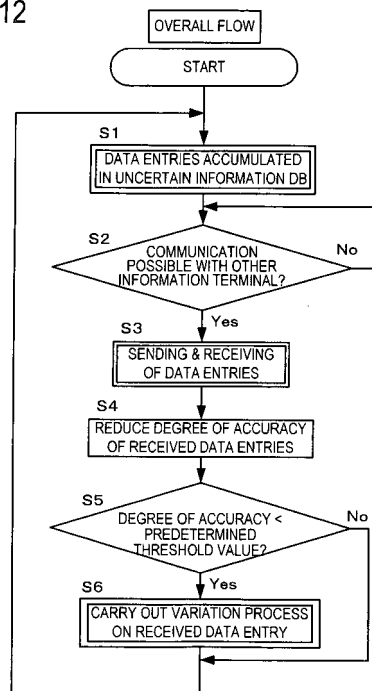 12
OVERALL FLOW
START
S1
DATA ENTRIES ACCUMULATED
IN UNCERTAIN INFORMATION DB
S2
COMMUNICATION
POSSIBLE WITH OTHER
INFORMATION TERMINAL?
No
Yes
S3
SENDING & RECEIVING
OF DATA ENTRIES
S4
REDUCE DEGREE OF ACCURACY
OF RECEIVED DATA ENTRIES
S5
DEGREE OF ACCURACY <
PREDETERMINED
THRESHOLD VALUE?
No
Yes
S6
CARRY OUT VARIATION PROCESS
ON RECEIVED DATA ENTRY